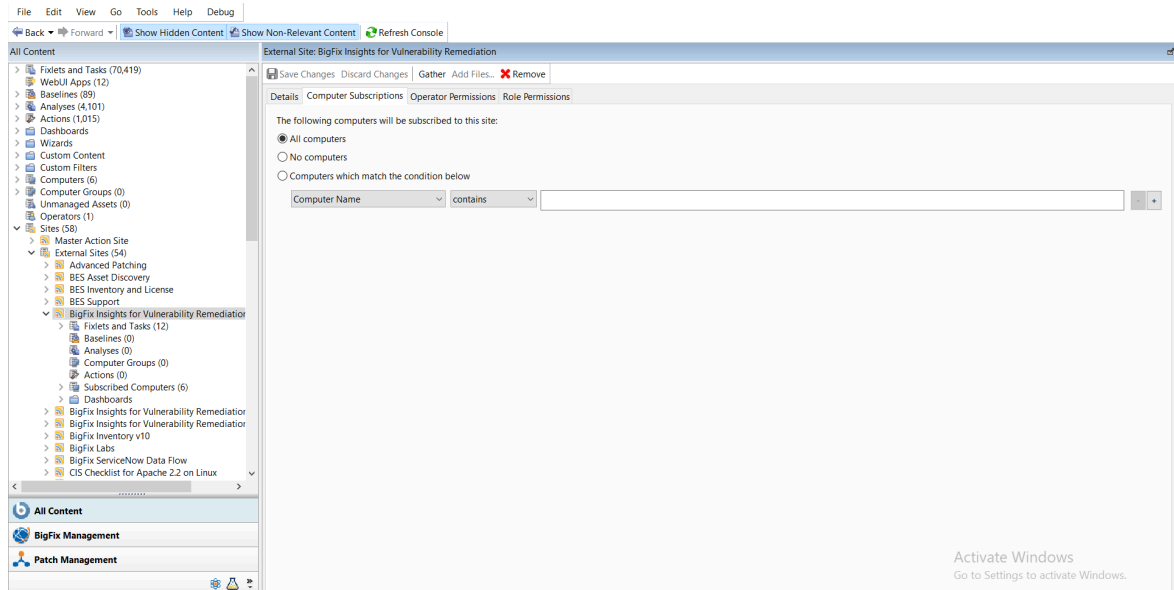 File Edit View Go Tools Help Debug
Back Forward Show Hidden Content Show Non-Relevant Content Refresh Console
All Content
External Site: BigFix Insights for Vulnerability Remediation
Fixlets and Tasks (70,419)
WebUI Apps (12)
Baselines (89)
Analyses (4,101)
Actions (1,015)
Dashboards
Wizards
Custom Content
Custom Filters
Computers (6)
Computer Groups (0)
Unmanaged Assets (0)
Operators (1)
Sites (58)
Master Action Site
External Sites (54)
Advanced Patching
BES Asset Discovery
BES Inventory and License
BES Support
BigFix Insights for Vulnerability Remediation
Fixlets and Tasks (12)
Baselines (0)
Analyses (0)
Computer Groups (0)
Actions (0)
Subscribed Computers (6)
Dashboards
BigFix Insights for Vulnerability Remediation
BigFix Insights for Vulnerability Remediation
BigFix Inventory v10
BigFix Labs
BigFix ServiceNow Data Flow
CIS Checklist for Apache 2.2 on Linux
All Content
BigFix Management
Patch Management
Save Changes Discard Changes Gather Add Files... Remove
Details Computer Subscriptions Operator Permissions Role Permissions
The following computers will be subscribed to this site:
All computers
No computers
Computers which match the condition below
Computer Name contains - +
Activate Windows
Go to Settings to activate Windows.